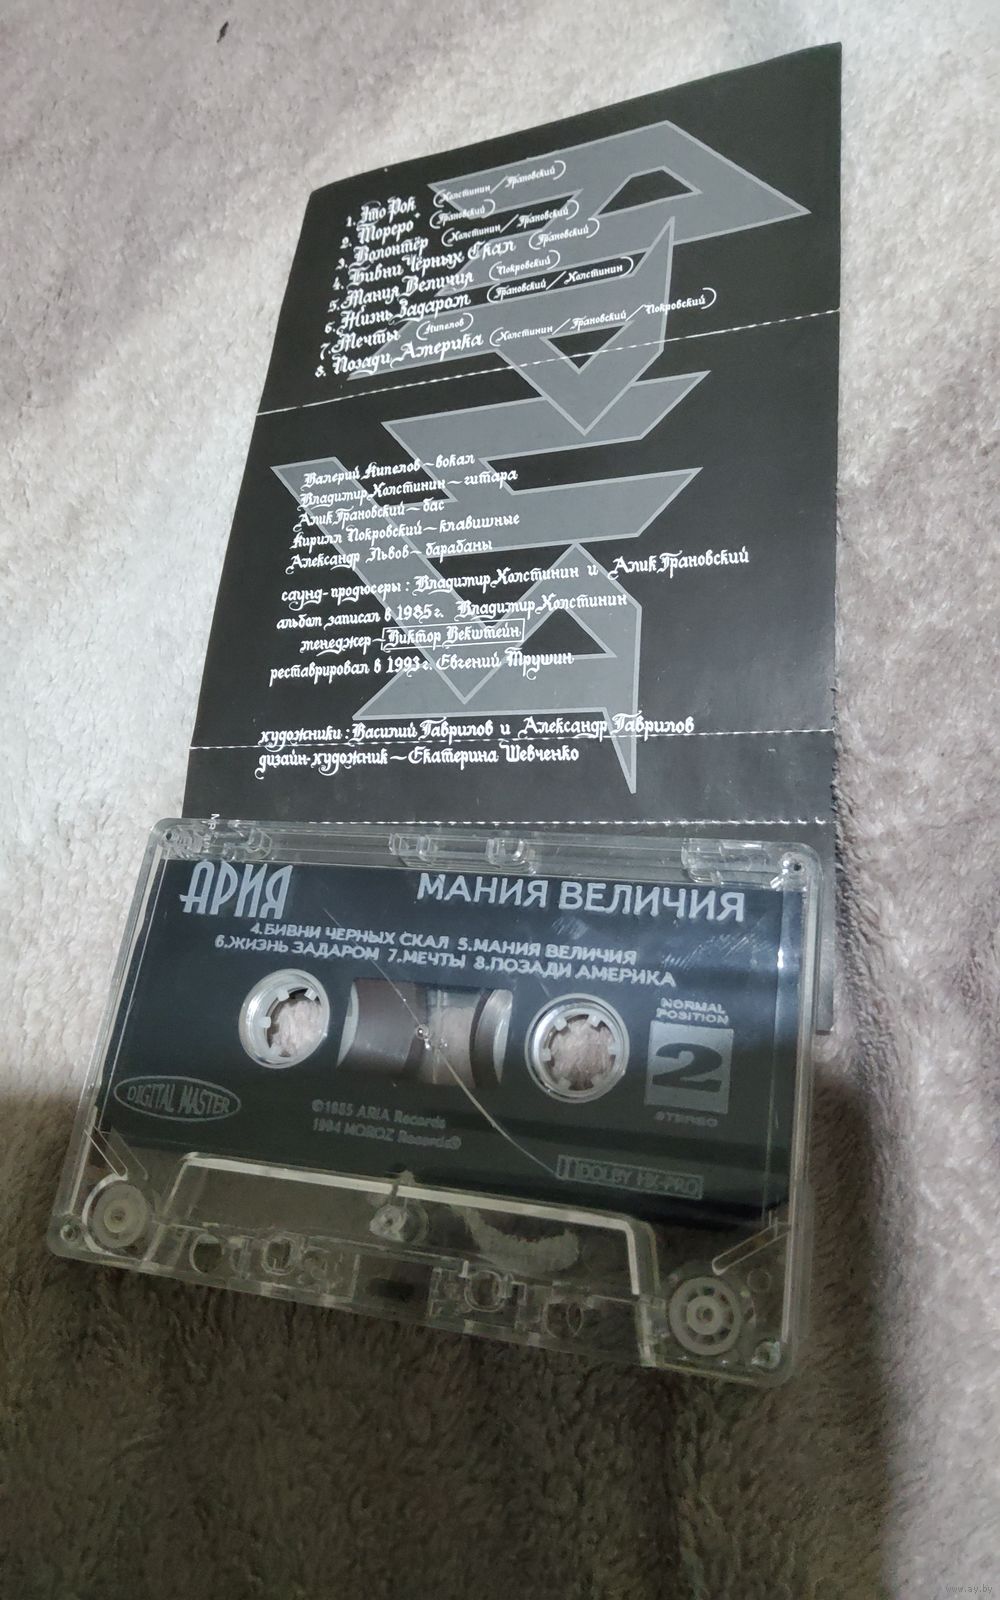 1. Это Рок (Холстинин/Грановский)
2. Тореро (Грановский)
3. Волонтёр (Холстинин/Грановский)
4. Бивни Чёрных Скал (Грановский)
5. Мания Величия (Покровский)
6. Жизнь Задаром (Грановский/Холстинин)
7. Мечты (Кипелов)
8. Позади Америка (Холстинин/Грановский/Покровский)
Валерий Кипелов – вокал
Владимир Холстинин – гитара
Алик Грановский – бас
Кирилл Покровский – клавишные
Александр Львов – барабаны
саунд-продюсеры: Владимир Холстинин и Алик Грановский
альбом записал в 1985 г. Владимир Холстинин
менеджер – Виктор Векштейн
реставрировал в 1993 г. Евгений Трушин
художники: Василий Гаврилов и Александр Гаврилов
дизайн-художник – Екатерина Шевченко
АРИЯ МАНИЯ ВЕЛИЧИЯ
4.БИВНИ ЧЕРНЫХ СКАЛ 5.МАНИЯ ВЕЛИЧИЯ
6.ЖИЗНЬ ЗАДАРОМ 7.МЕЧТЫ 8.ПОЗАДИ АМЕРИКА
NORMAL
POSITION
2
STEREO
DIGITAL MASTER
©1985 ARIA Records
1994 MOROZ Records®
DOLBY HX-PRO
www.ay.by